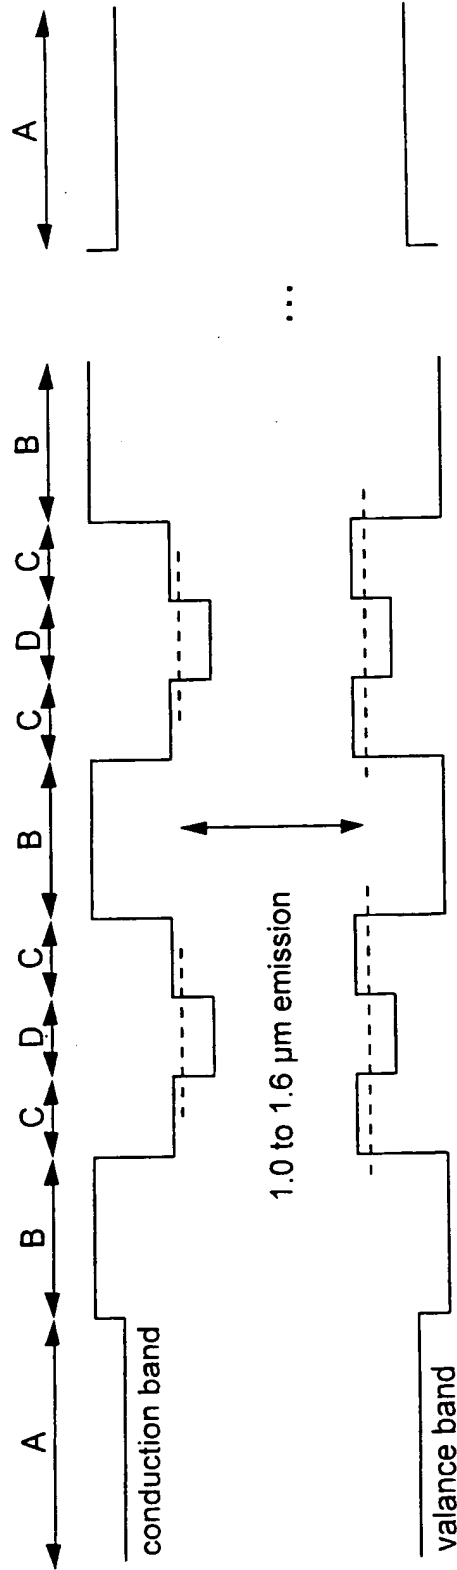 A B C D C B C D C B A
conduction band
1.0 to 1.6 µm emission
...
valance band